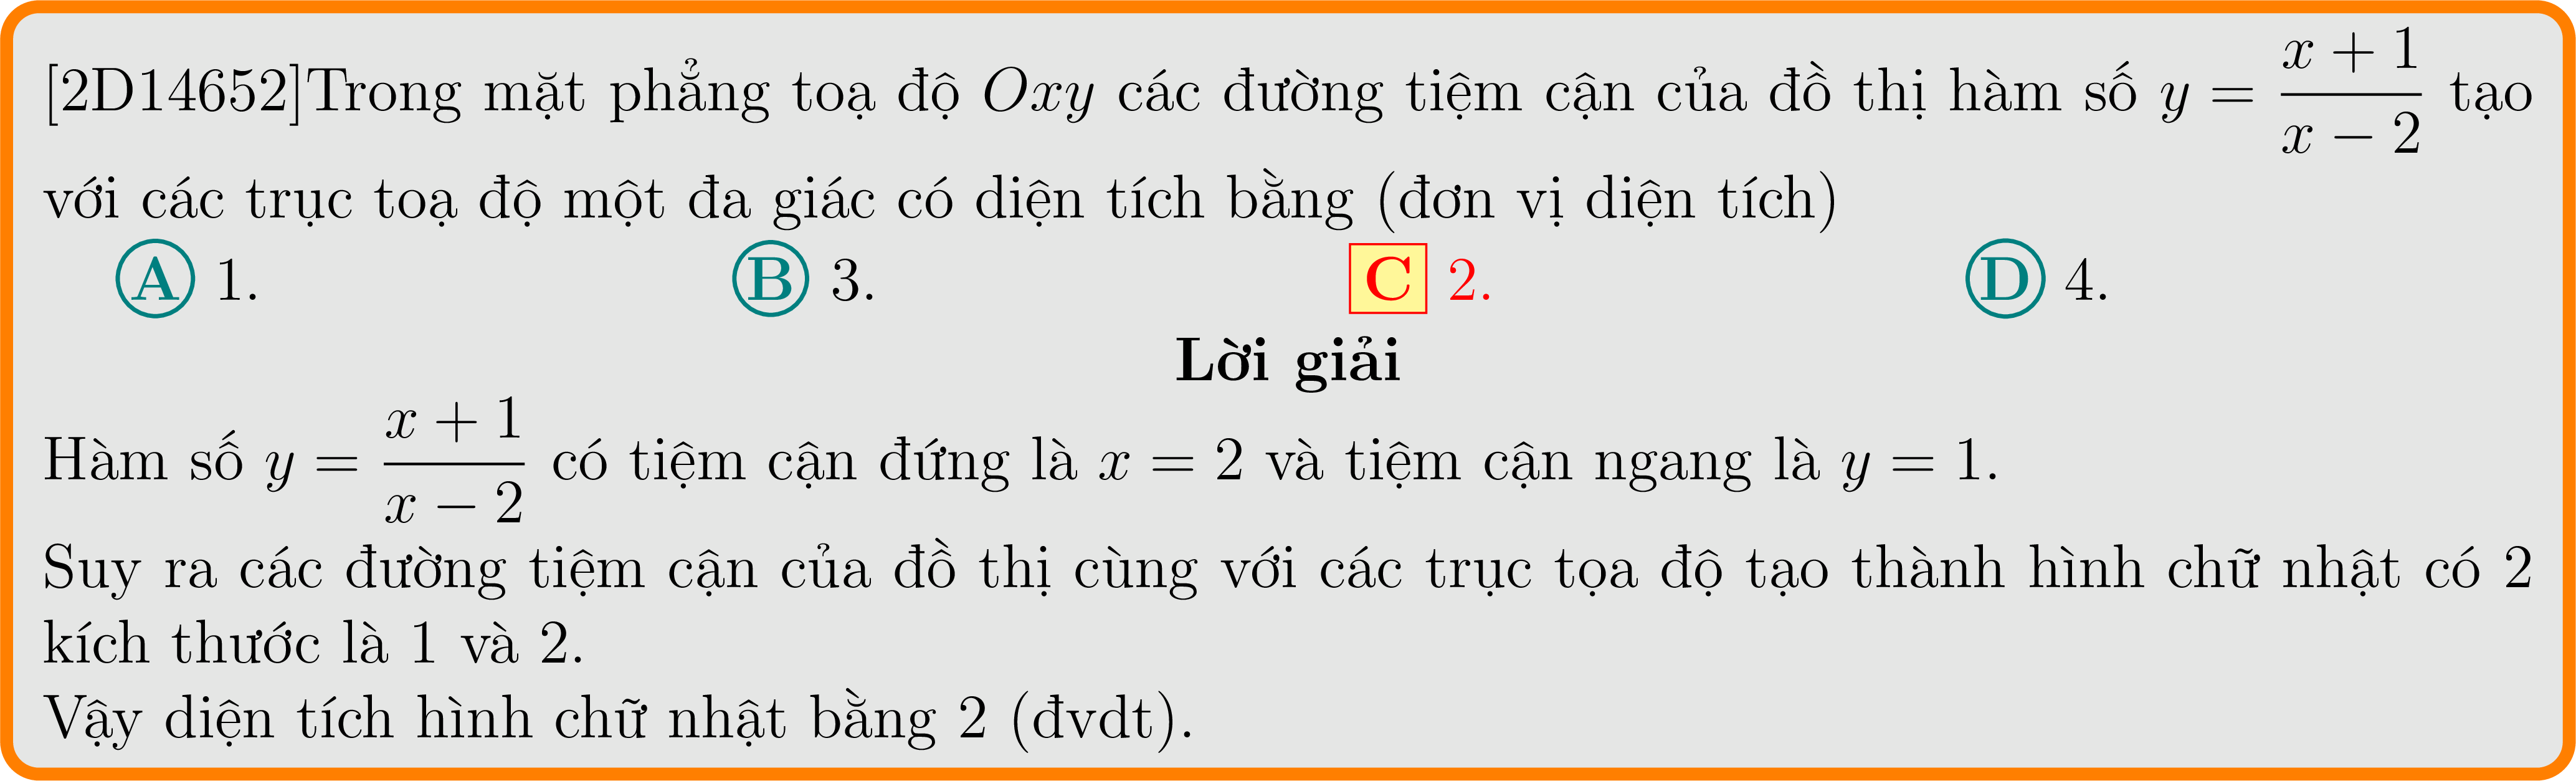 [2D14652]Trong mặt phẳng toạ độ Oxy các đường tiệm cận của đồ thị hàm số y = \frac{x + 1}{x − 2} tạo
với các trục toạ độ một đa giác có diện tích bằng (đơn vị diện tích)
A 1. B 3. C 2. D 4.
Lời giải
Hàm số y = \frac{x + 1}{x − 2} có tiệm cận đứng là x = 2 và tiệm cận ngang là y = 1.
Suy ra các đường tiệm cận của đồ thị cùng với các trục tọa độ tạo thành hình chữ nhật có 2
kích thước là 1 và 2.
Vậy diện tích hình chữ nhật bằng 2 (đvdt).